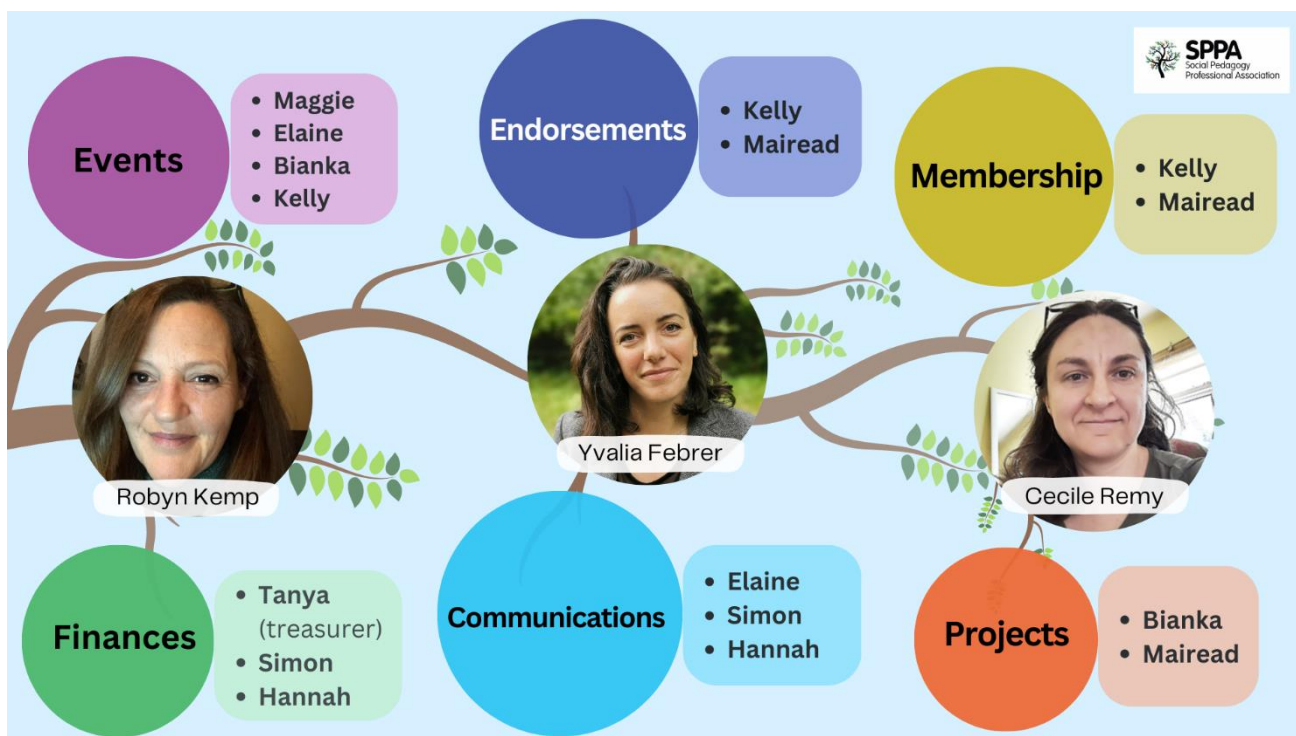 SPPA
Social Pedagogy
Professional Association
Events
• Maggie
• Elaine
• Bianka
• Kelly
Endorsements
• Kelly
• Mairead
Membership
• Kelly
• Mairead
Robyn Kemp
Yvalia Febrer
Cecile Remy
Finances
• Tanya
(treasurer)
• Simon
• Hannah
Communications
• Elaine
• Simon
• Hannah
Projects
• Bianka
• Mairead